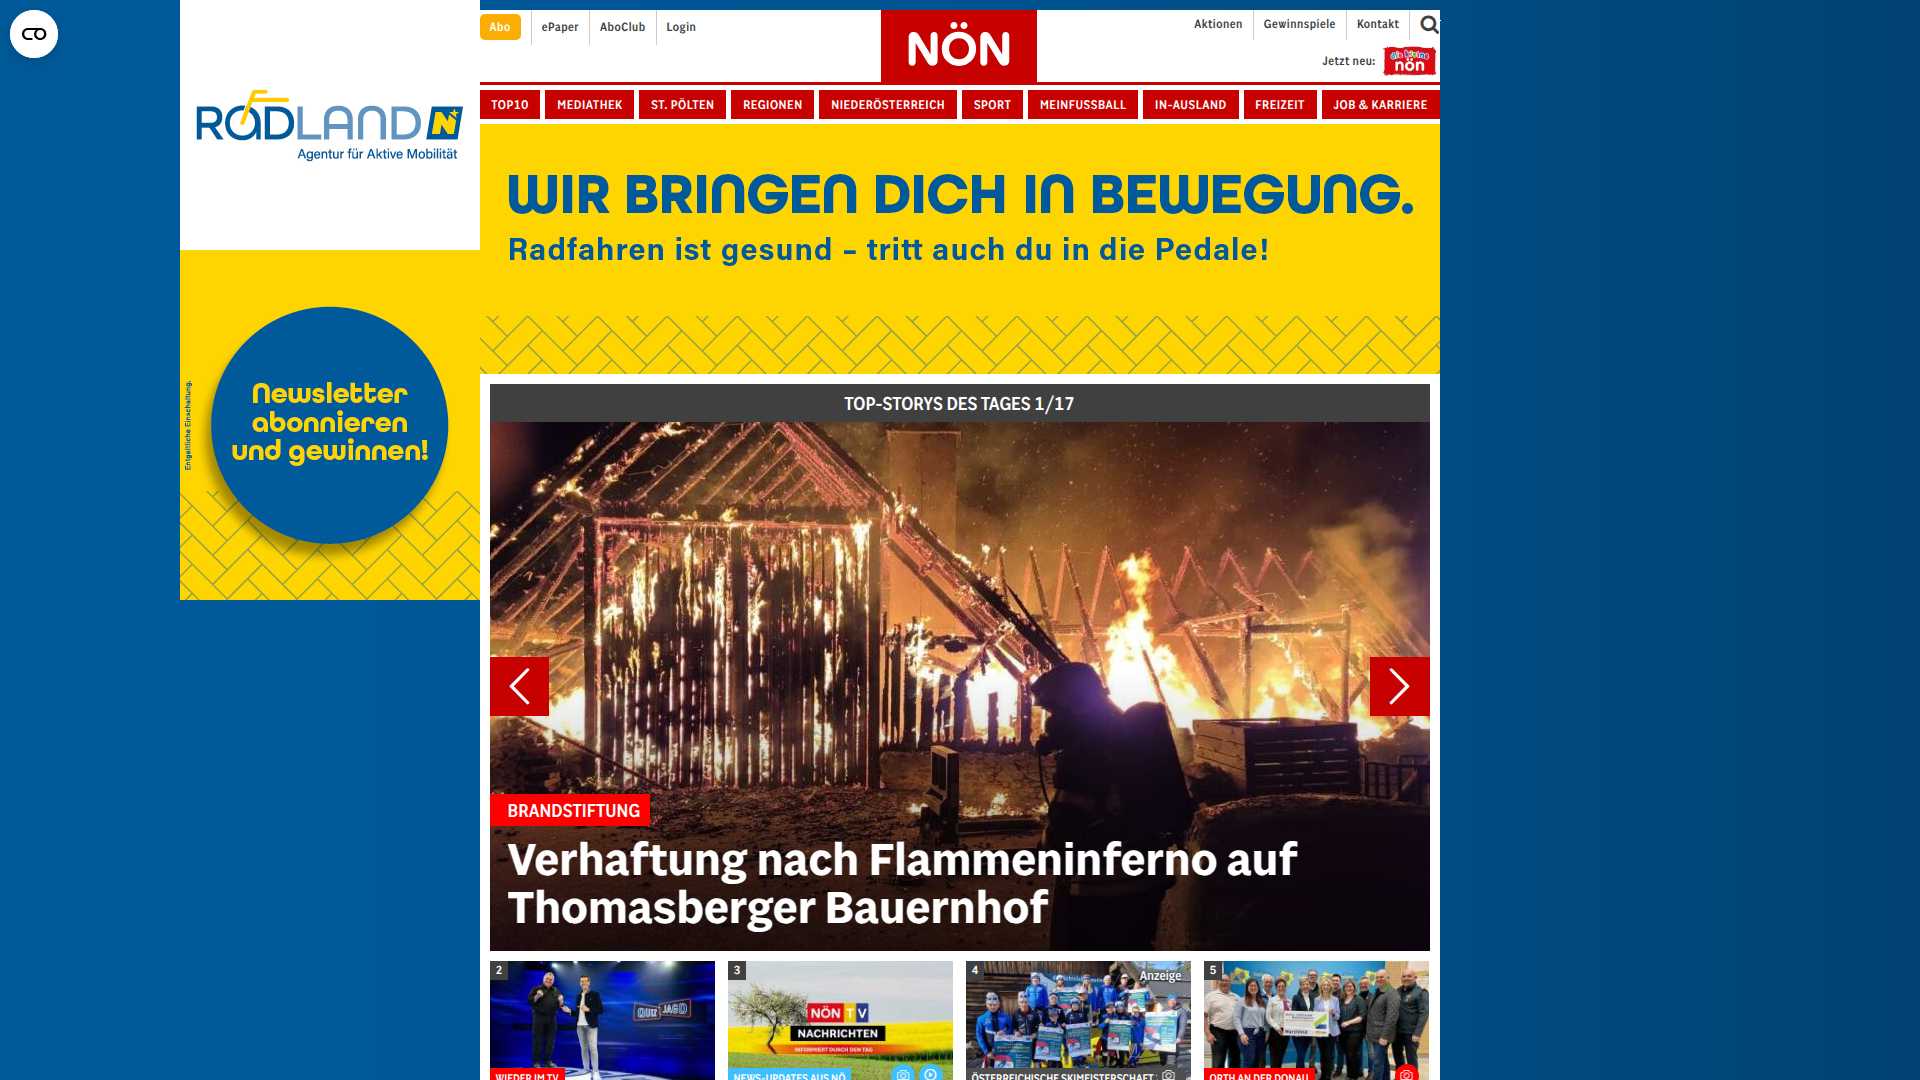 Abo
ePaper
AboClub
Login
NÖN
Aktionen
Gewinnspiele
Kontakt
Jetzt neu:
die kleine
nön
TOP10
MEDIATHEK
ST. PÖLTEN
REGIONEN
NIEDERÖSTERREICH
SPORT
MEINFUSSBALL
IN-AUSLAND
FREIZEIT
JOB & KARRIERE
RADLAND N
Agentur für Aktive Mobilität
WIR BRINGEN DICH IN BEWEGUNG.
Radfahren ist gesund – tritt auch du in die Pedale!
Newsletter
abonnieren
und gewinnen!
Entgeltliche Einschaltung.
TOP-STORYS DES TAGES 1/17
BRANDSTIFTUNG
Verhaftung nach Flammeninferno auf
Thomasberger Bauernhof
2
QUIZ JAGD
WIEDER IM TV
3
NÖN TV
NACHRICHTEN
INFORMIERT DURCH DEN TAG
NEWS-UPDATES AUS NÖ
4
Anzeige
ÖSTERREICHISCHE SKIMEISTERSCHAFT
5
ORTH AN DER DONAU